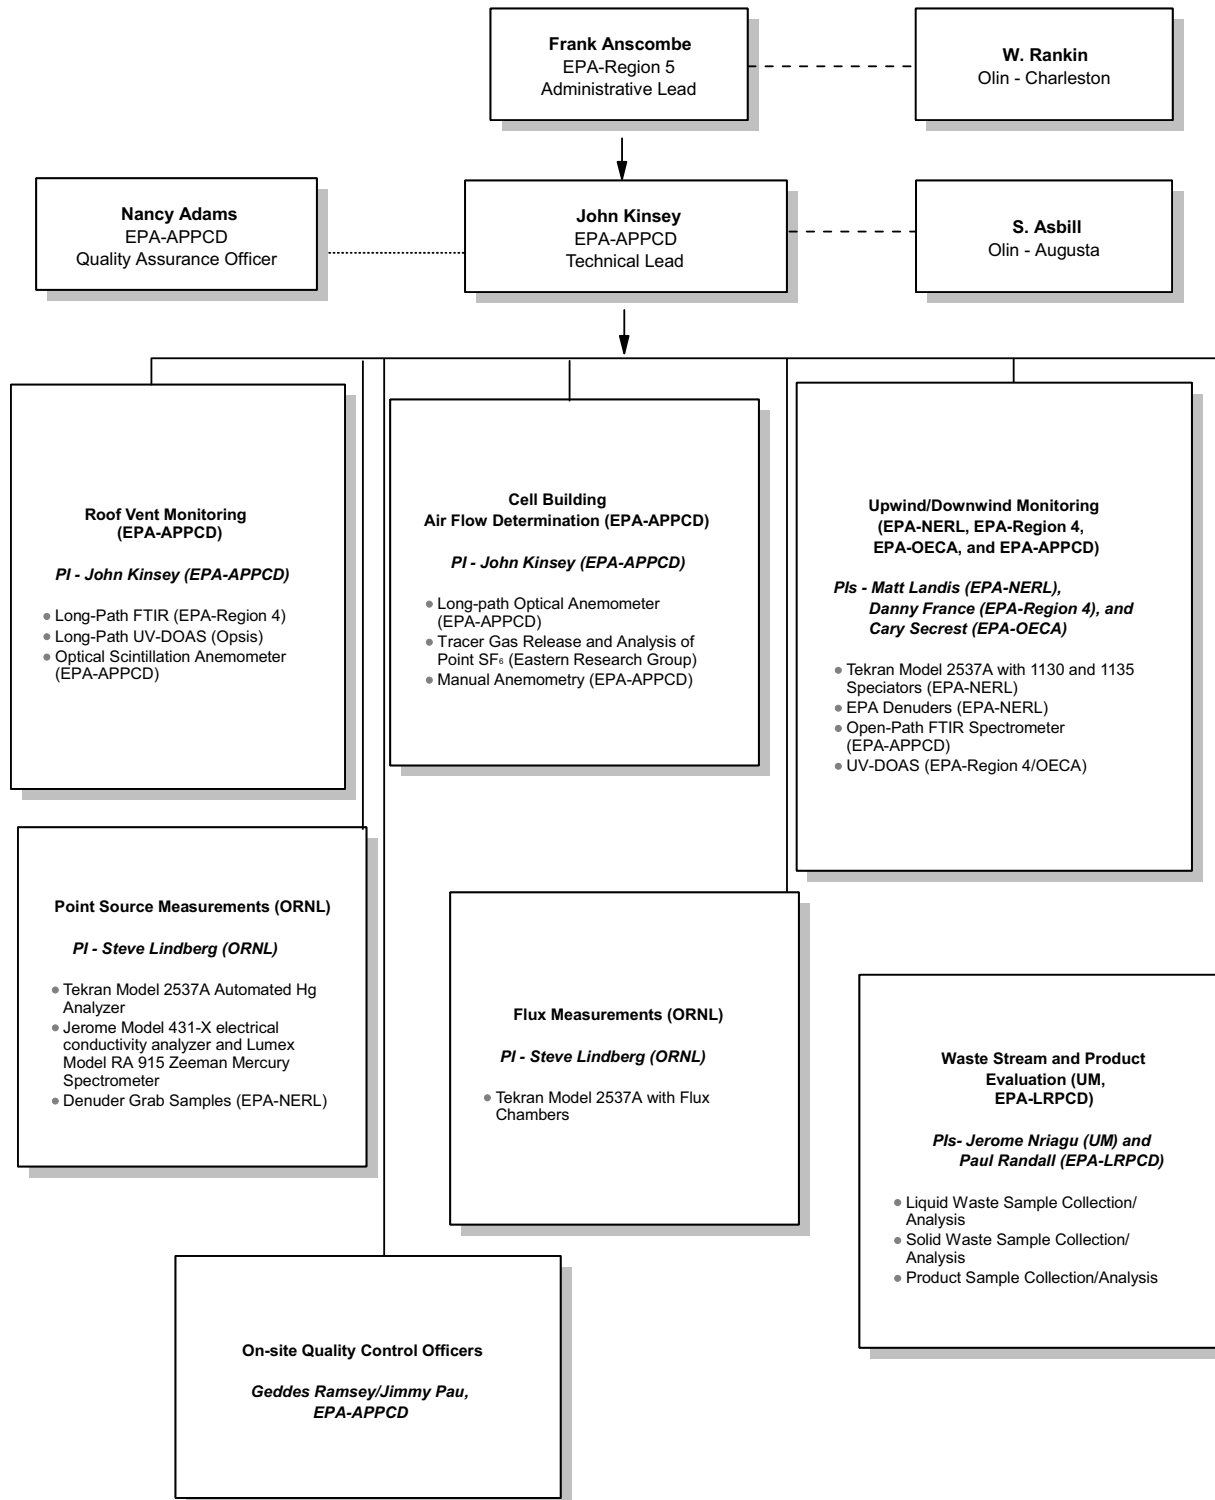 Frank Anscombe
EPA-Region 5
Administrative Lead
W. Rankin
Olin - Charleston
Nancy Adams
EPA-APPCD
Quality Assurance Officer
John Kinsey
EPA-APPCD
Technical Lead
S. Asbill
Olin - Augusta
Roof Vent Monitoring
(EPA-APPCD)
PI - John Kinsey (EPA-APPCD)
● Long-Path FTIR (EPA-Region 4)
● Long-Path UV-DOAS (Opsis)
● Optical Scintillation Anemometer
(EPA-APPCD)
Cell Building
Air Flow Determination (EPA-APPCD)
PI - John Kinsey (EPA-APPCD)
● Long-path Optical Anemometer
(EPA-APPCD)
● Tracer Gas Release and Analysis of
Point SF₆ (Eastern Research Group)
● Manual Anemometry (EPA-APPCD)
Upwind/Downwind Monitoring
(EPA-NERL, EPA-Region 4,
EPA-OECA, and EPA-APPCD)
PIs - Matt Landis (EPA-NERL),
Danny France (EPA-Region 4), and
Cary Secrest (EPA-OECA)
● Tekran Model 2537A with 1130 and 1135
Speciators (EPA-NERL)
● EPA Denuders (EPA-NERL)
● Open-Path FTIR Spectrometer
(EPA-APPCD)
● UV-DOAS (EPA-Region 4/OECA)
Point Source Measurements (ORNL)
PI - Steve Lindberg (ORNL)
● Tekran Model 2537A Automated Hg
Analyzer
● Jerome Model 431-X electrical
conductivity analyzer and Lumex
Model RA 915 Zeeman Mercury
Spectrometer
● Denuder Grab Samples (EPA-NERL)
Flux Measurements (ORNL)
PI - Steve Lindberg (ORNL)
● Tekran Model 2537A with Flux
Chambers
Waste Stream and Product
Evaluation (UM,
EPA-LRPCD)
PIs- Jerome Nriagu (UM) and
Paul Randall (EPA-LRPCD)
● Liquid Waste Sample Collection/
Analysis
● Solid Waste Sample Collection/
Analysis
● Product Sample Collection/Analysis
On-site Quality Control Officers
Geddes Ramsey/Jimmy Pau,
EPA-APPCD